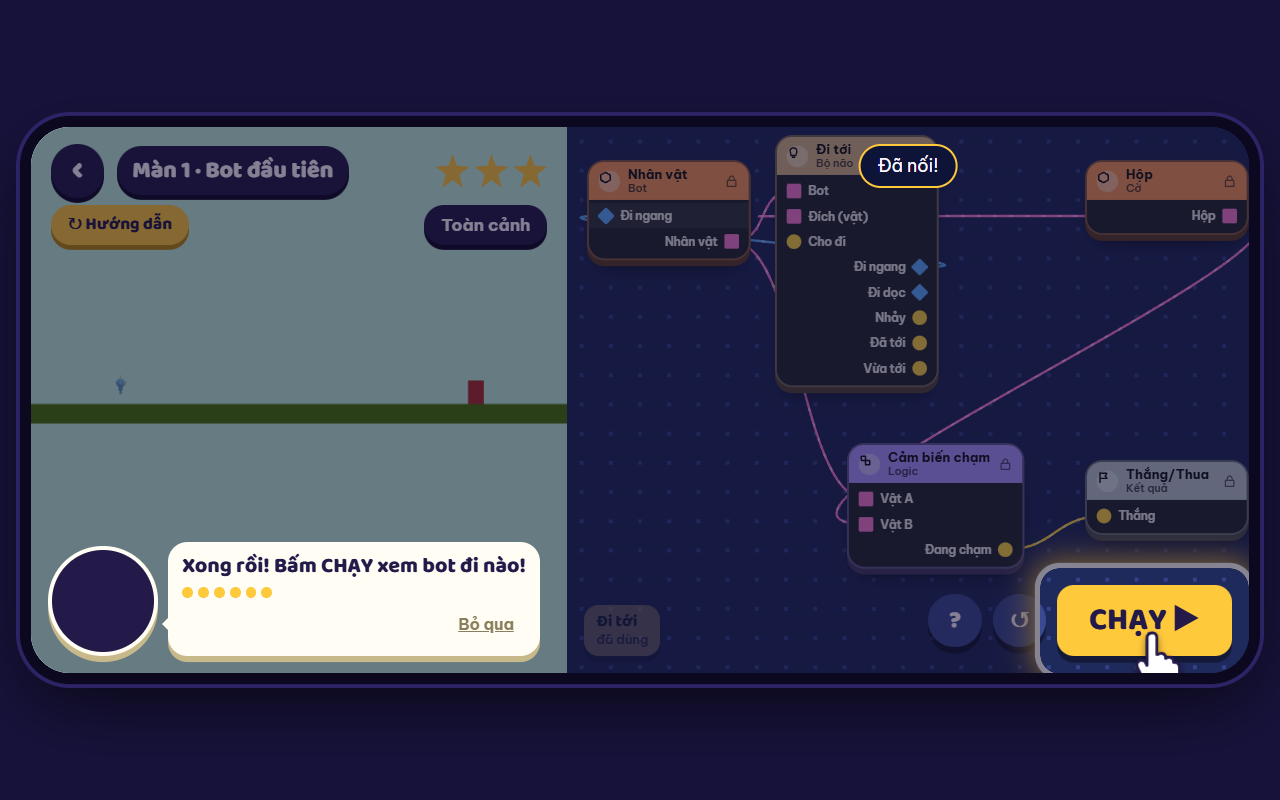 Màn 1 · Bot đầu tiên
↻ Hướng dẫn
Toàn cảnh
Xong rồi! Bấm CHẠY xem bot đi nào!
Bỏ qua
Nhân vật
Bot
Đi ngang
Nhân vật
Đi tới
Bộ não
Đã nối!
Bot
Đích (vật)
Cho đi
Đi ngang
Đi dọc
Nhảy
Đã tới
Vừa tới
Hộp
Cờ
Hộp
Cảm biến chạm
Logic
Vật A
Vật B
Đang chạm
Thắng/Thua
Kết quả
Thắng
Đi tới
đã dùng
?
↺
CHẠY